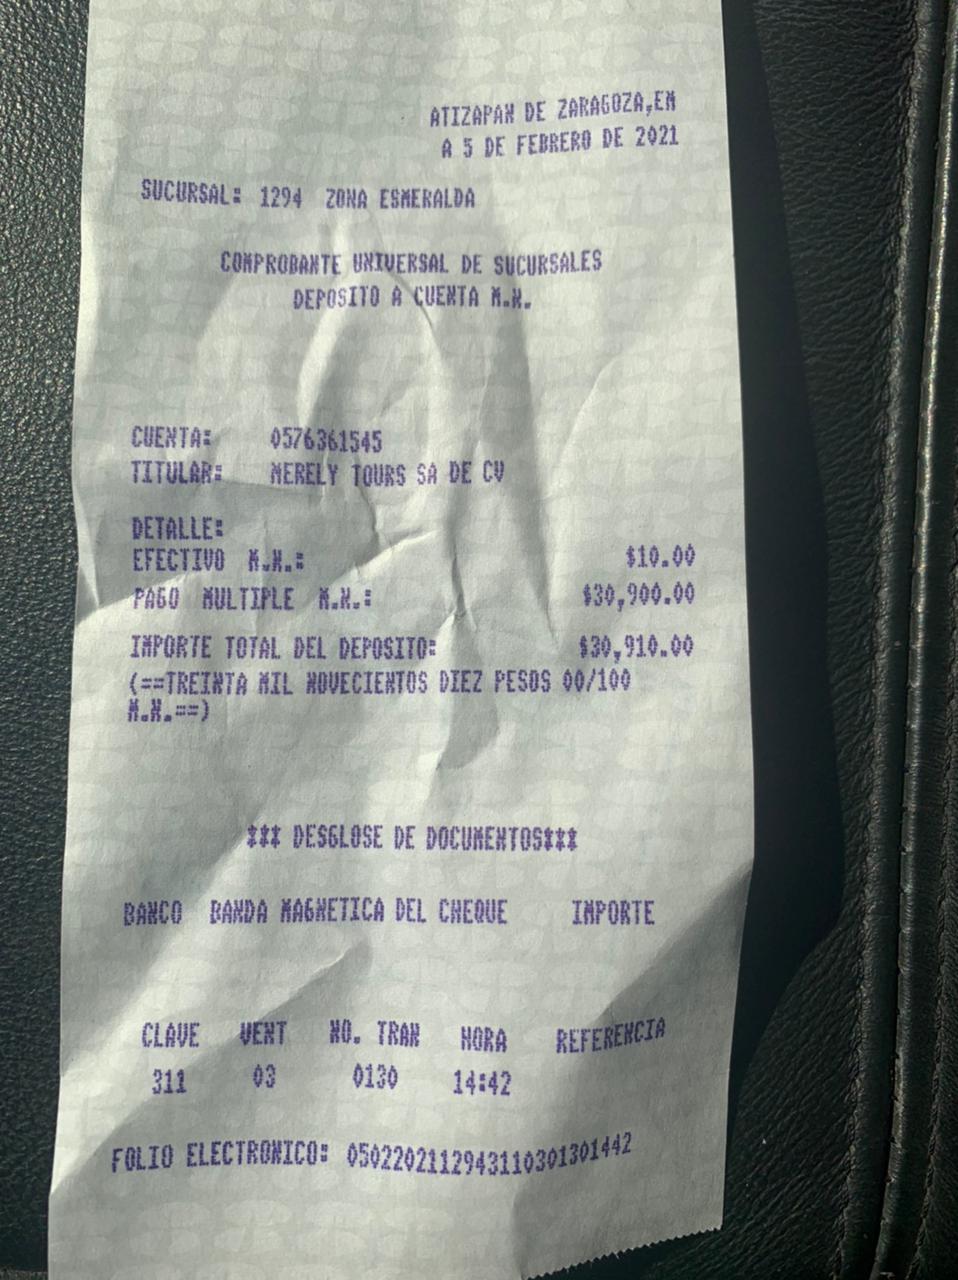 ATIZAPAN DE ZARAGOZA,EM
A 5 DE FEBRERO DE 2021
SUCURSAL: 1294 ZONA ESMERALDA
COMPROBANTE UNIVERSAL DE SUCURSALES
DEPOSITO A CUENTA M.N.
CUENTA: 0576361545
TITULAR: MERELY TOURS SA DE CV
DETALLE:
EFECTIVO M.N.: $10.00
PAGO MULTIPLE M.N.: $30,900.00
IMPORTE TOTAL DEL DEPOSITO: $30,910.00
(==TREINTA MIL NOVECIENTOS DIEZ PESOS 00/100
M.N.==)
*** DESGLOSE DE DOCUMENTOS***
BANCO BANDA MAGNETICA DEL CHEQUE IMPORTE
CLAVE VENT NO. TRAN HORA REFERENCIA
311 03 0130 14:42
FOLIO ELECTRONICO: 05022021129431103013​01442